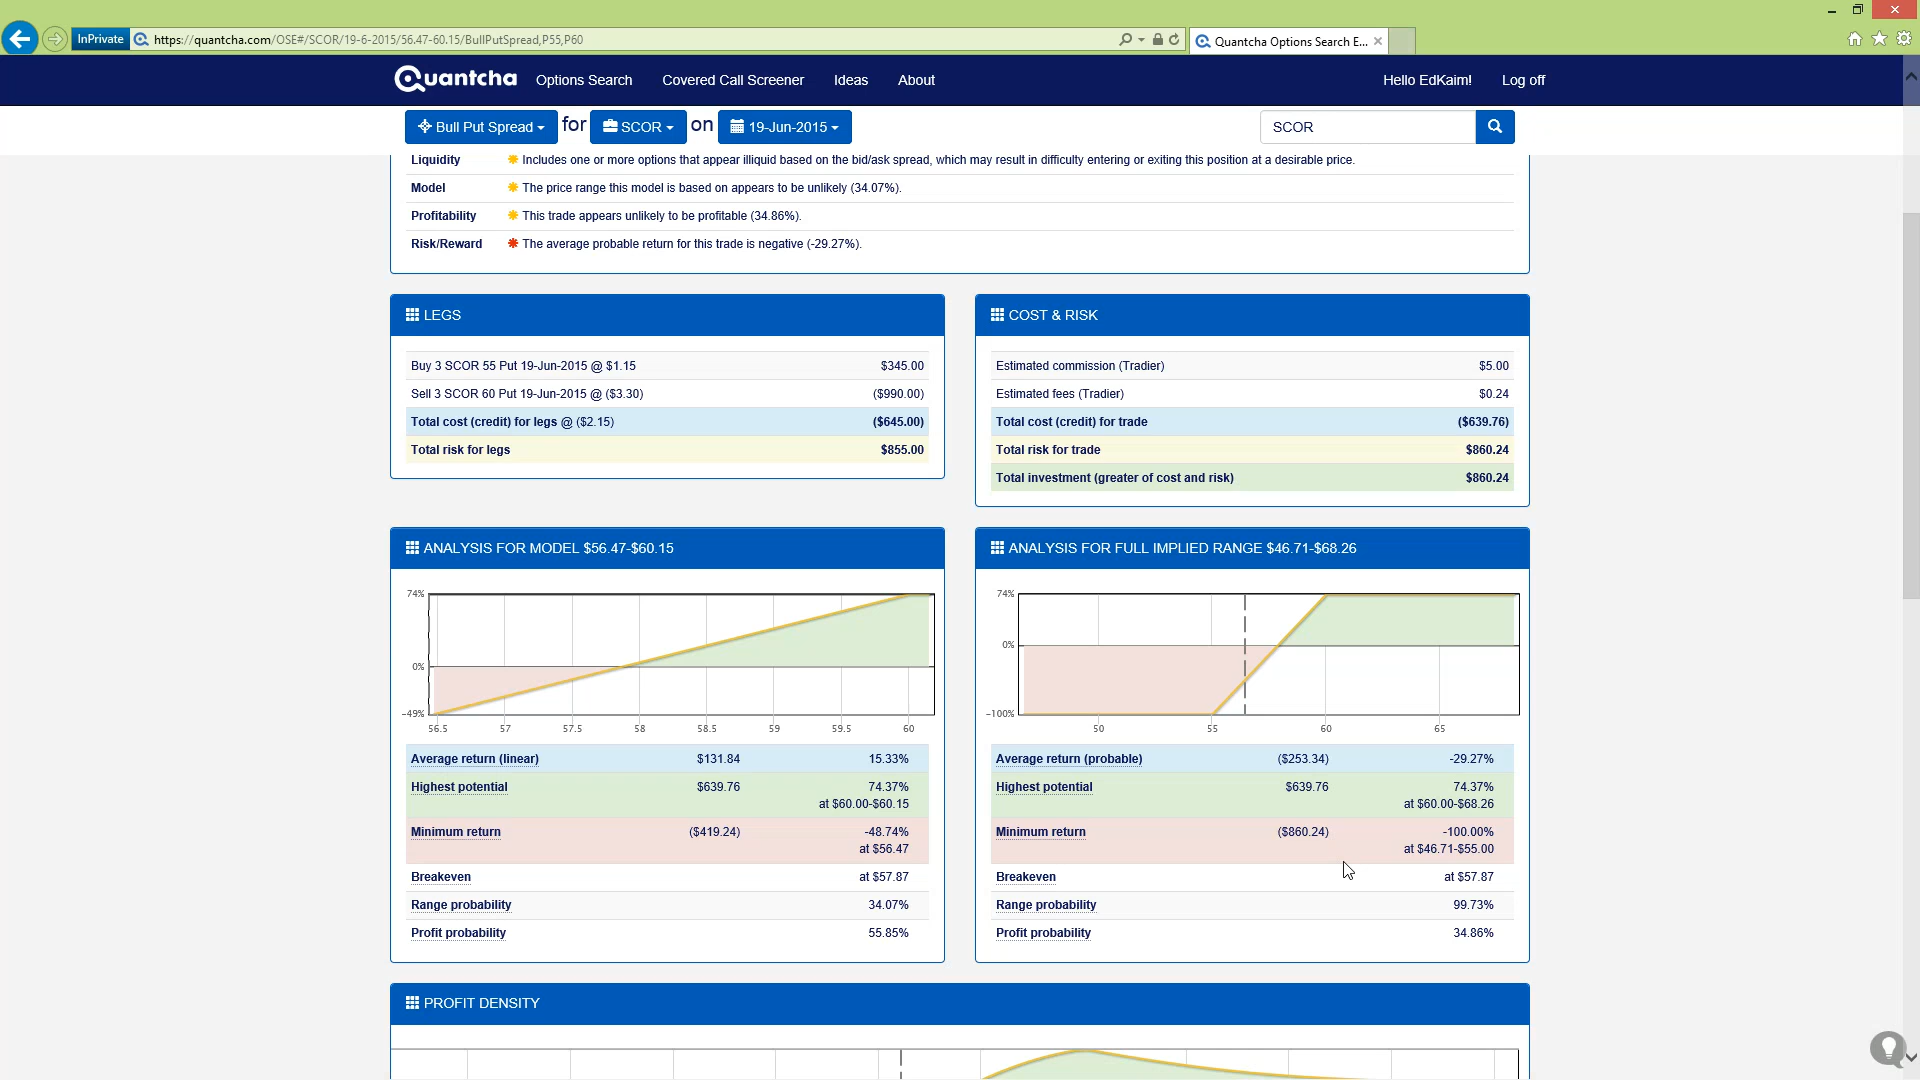 InPrivate https://quantcha.com/OSE#/SCOR/19-6-2015/56.47-60.15/BullPutSpread,P55,P60 Quantcha Options Search E...
Quantcha Options Search Covered Call Screener Ideas About Hello EdKaim! Log off
Bull Put Spread for SCOR on 19-Jun-2015 SCOR
Liquidity Includes one or more options that appear illiquid based on the bid/ask spread, which may result in difficulty entering or exiting this position at a desirable price.
Model The price range this model is based on appears to be unlikely (34.07%).
Profitability This trade appears unlikely to be profitable (34.86%).
Risk/Reward The average probable return for this trade is negative (-29.27%).
LEGS
Buy 3 SCOR 55 Put 19-Jun-2015 @ $1.15 $345.00
Sell 3 SCOR 60 Put 19-Jun-2015 @ ($3.30) ($990.00)
Total cost (credit) for legs @ ($2.15) ($645.00)
Total risk for legs $855.00
COST & RISK
Estimated commission (Tradier) $5.00
Estimated fees (Tradier) $0.24
Total cost (credit) for trade ($639.76)
Total risk for trade $860.24
Total investment (greater of cost and risk) $860.24
ANALYSIS FOR MODEL $56.47-$60.15
74%
0%
-49%
56.5 57 57.5 58 58.5 59 59.5 60
Average return (linear) $131.84 15.33%
Highest potential $639.76 74.37%
at $60.00-$60.15
Minimum return ($419.24) -48.74%
at $56.47
Breakeven at $57.87
Range probability 34.07%
Profit probability 55.85%
ANALYSIS FOR FULL IMPLIED RANGE $46.71-$68.26
74%
0%
-100%
50 55 60 65
Average return (probable) ($253.34) -29.27%
Highest potential $639.76 74.37%
at $60.00-$68.26
Minimum return ($860.24) -100.00%
at $46.71-$55.00
Breakeven at $57.87
Range probability 99.73%
Profit probability 34.86%
PROFIT DENSITY